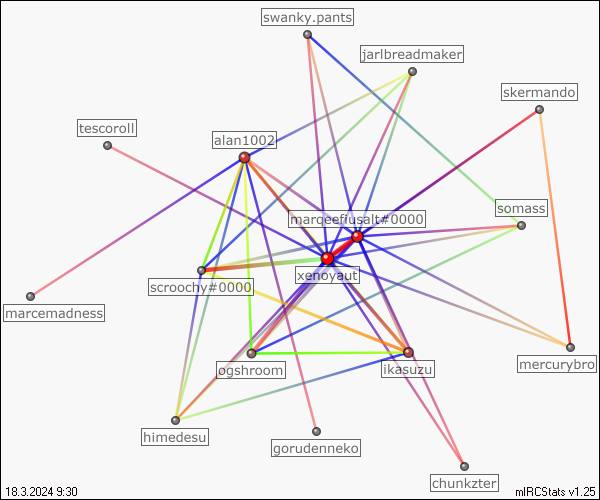 swanky.pants
jarlbreadmaker
skermando
tescoroll
alan1002
somass
marqeefiusalt#0000
xenoyaut
scroochy#0000
marcemadness
ogshroom
ikasuzu
mercurybro
himedesu
gorudenneko
chunkzter
18.3.2024 9:30
mIRCStats v1.25